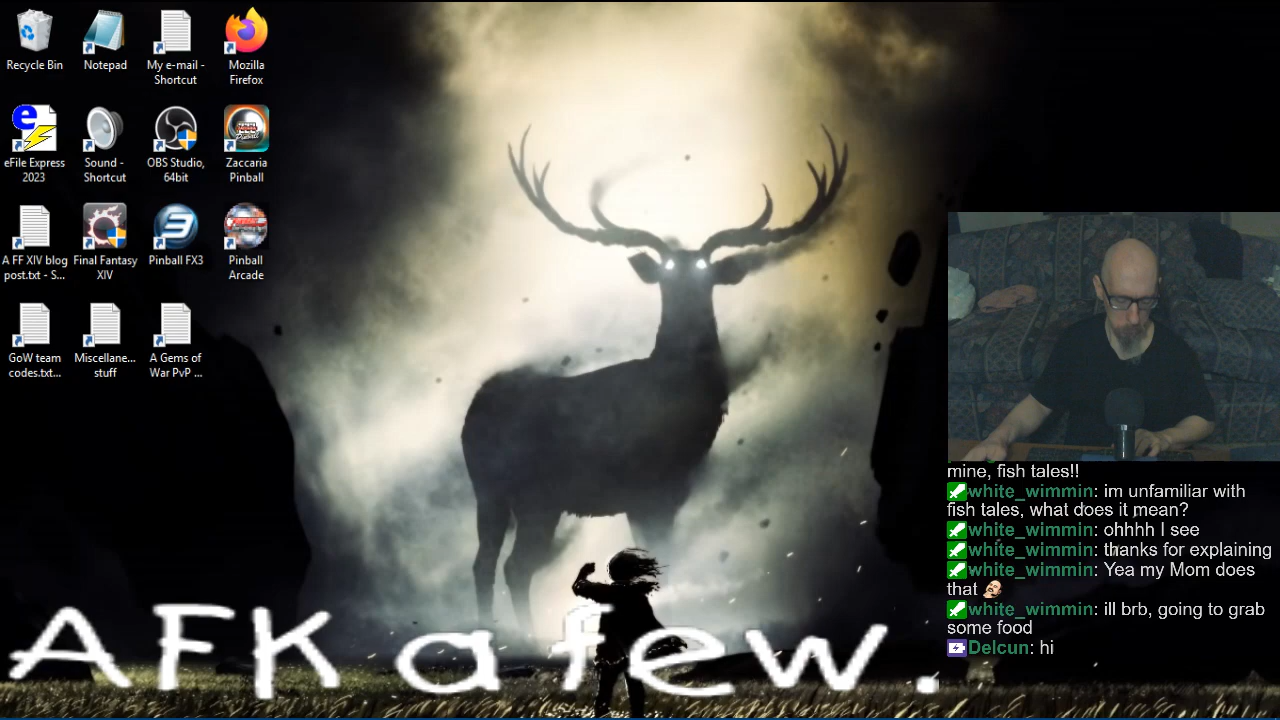 Recycle Bin
Notepad
My e-mail -
Shortcut
Mozilla
Firefox
eFile Express
2023
Sound -
Shortcut
OBS Studio,
64bit
Zaccaria
Pinball
A FF XIV blog
post.txt - S...
Final Fantasy
XIV
Pinball FX3
Pinball
Arcade
GoW team
codes.txt...
Miscellane...
stuff
A Gems of
War PvP ...
AFK a few.
mine, fish tales!!
white_wimmin: im unfamiliar with
fish tales, what does it mean?
white_wimmin: ohhhh I see
white_wimmin: thanks for explaining
white_wimmin: Yea my Mom does
that
white_wimmin: ill brb, going to grab
some food
Delcun: hi